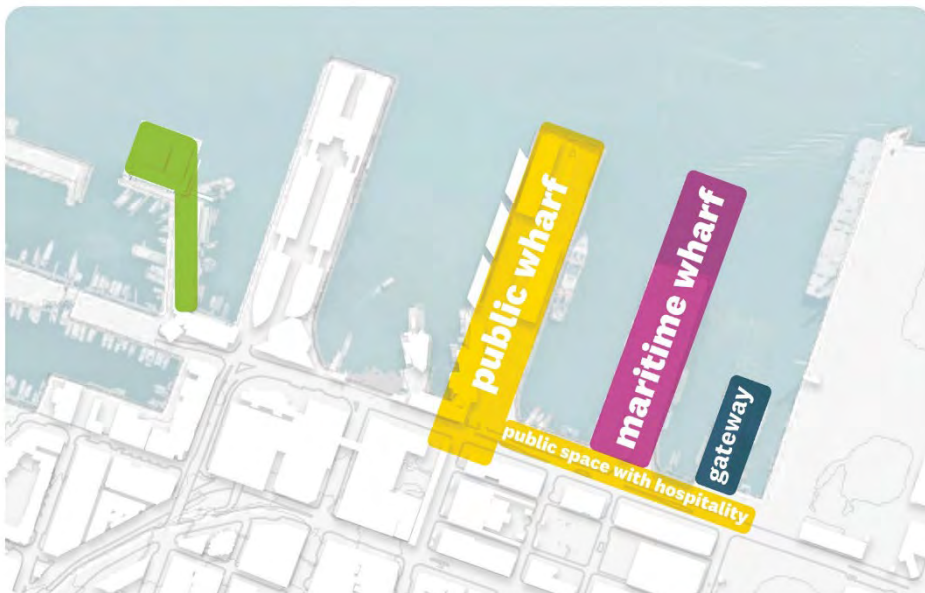 public wharf
maritime wharf
gateway
public space with hospitality